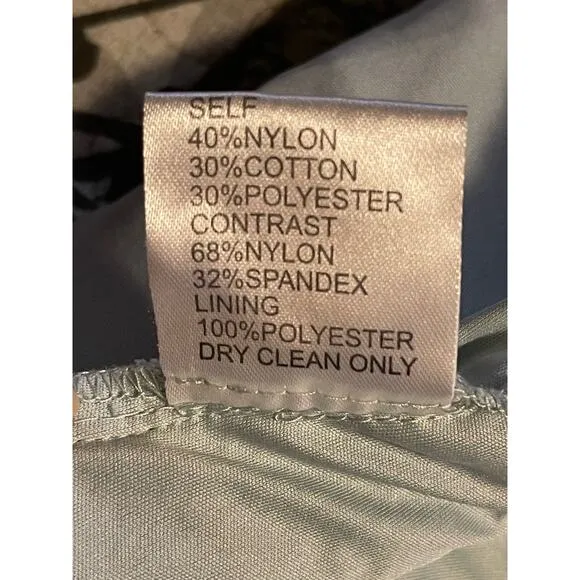 SELF
40%NYLON
30%COTTON
30%POLYESTER
CONTRAST
68%NYLON
32%SPANDEX
LINING
100%POLYESTER
DRY CLEAN ONLY